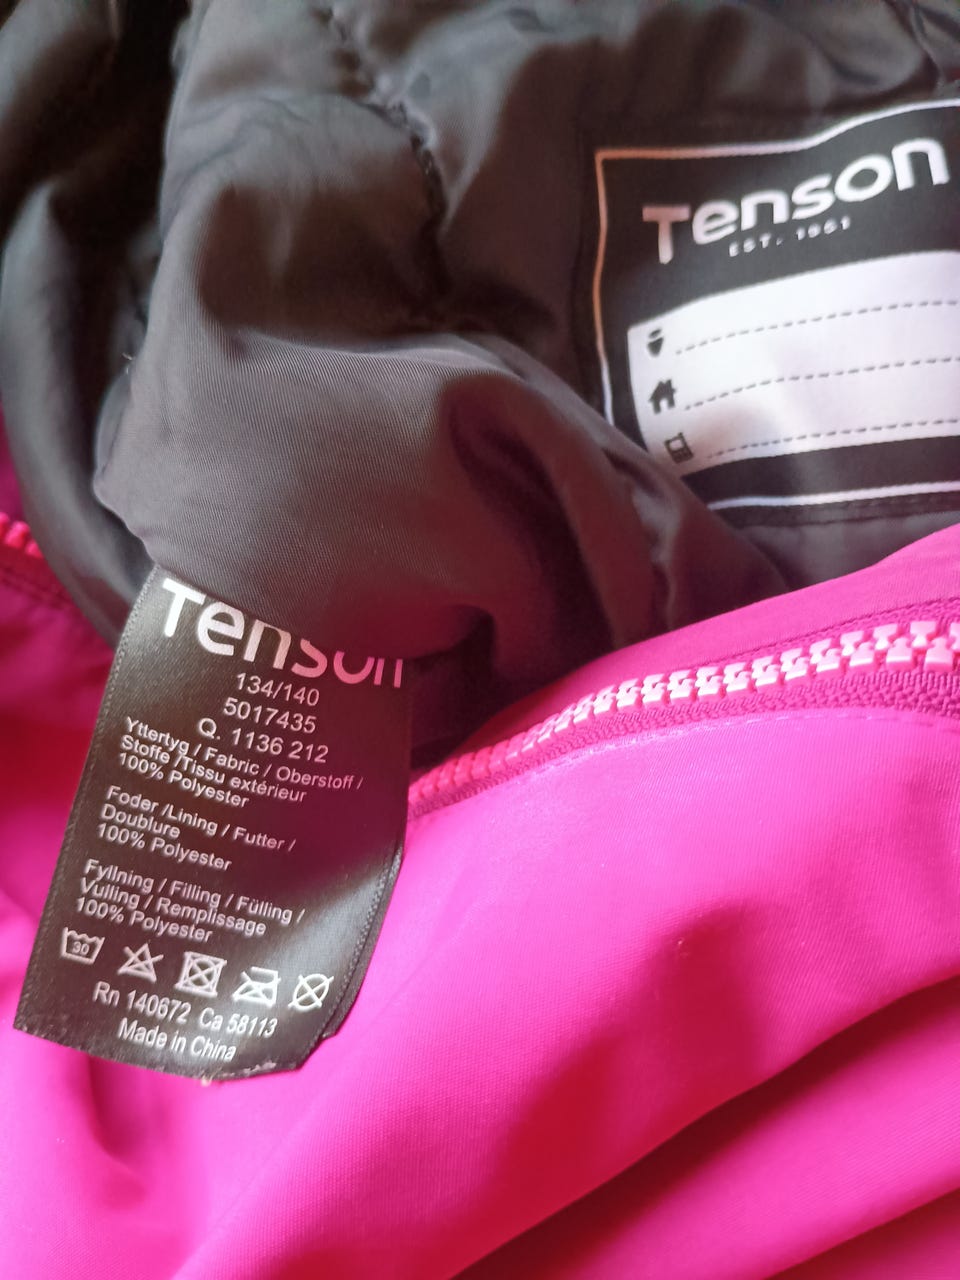 Tenson
EST. 1951
Tenson
134/140
5017435
Q. 1136 212
Yttertyg / Fabric / Oberstoff /
Stoffe /Tissu extérieur
100% Polyester
Foder /Lining / Futter /
Doublure
100% Polyester
Fyllning / Filling / Fülling /
Vulling / Remplissage
100% Polyester
30
Rn 140672 Ca 58113
Made in China